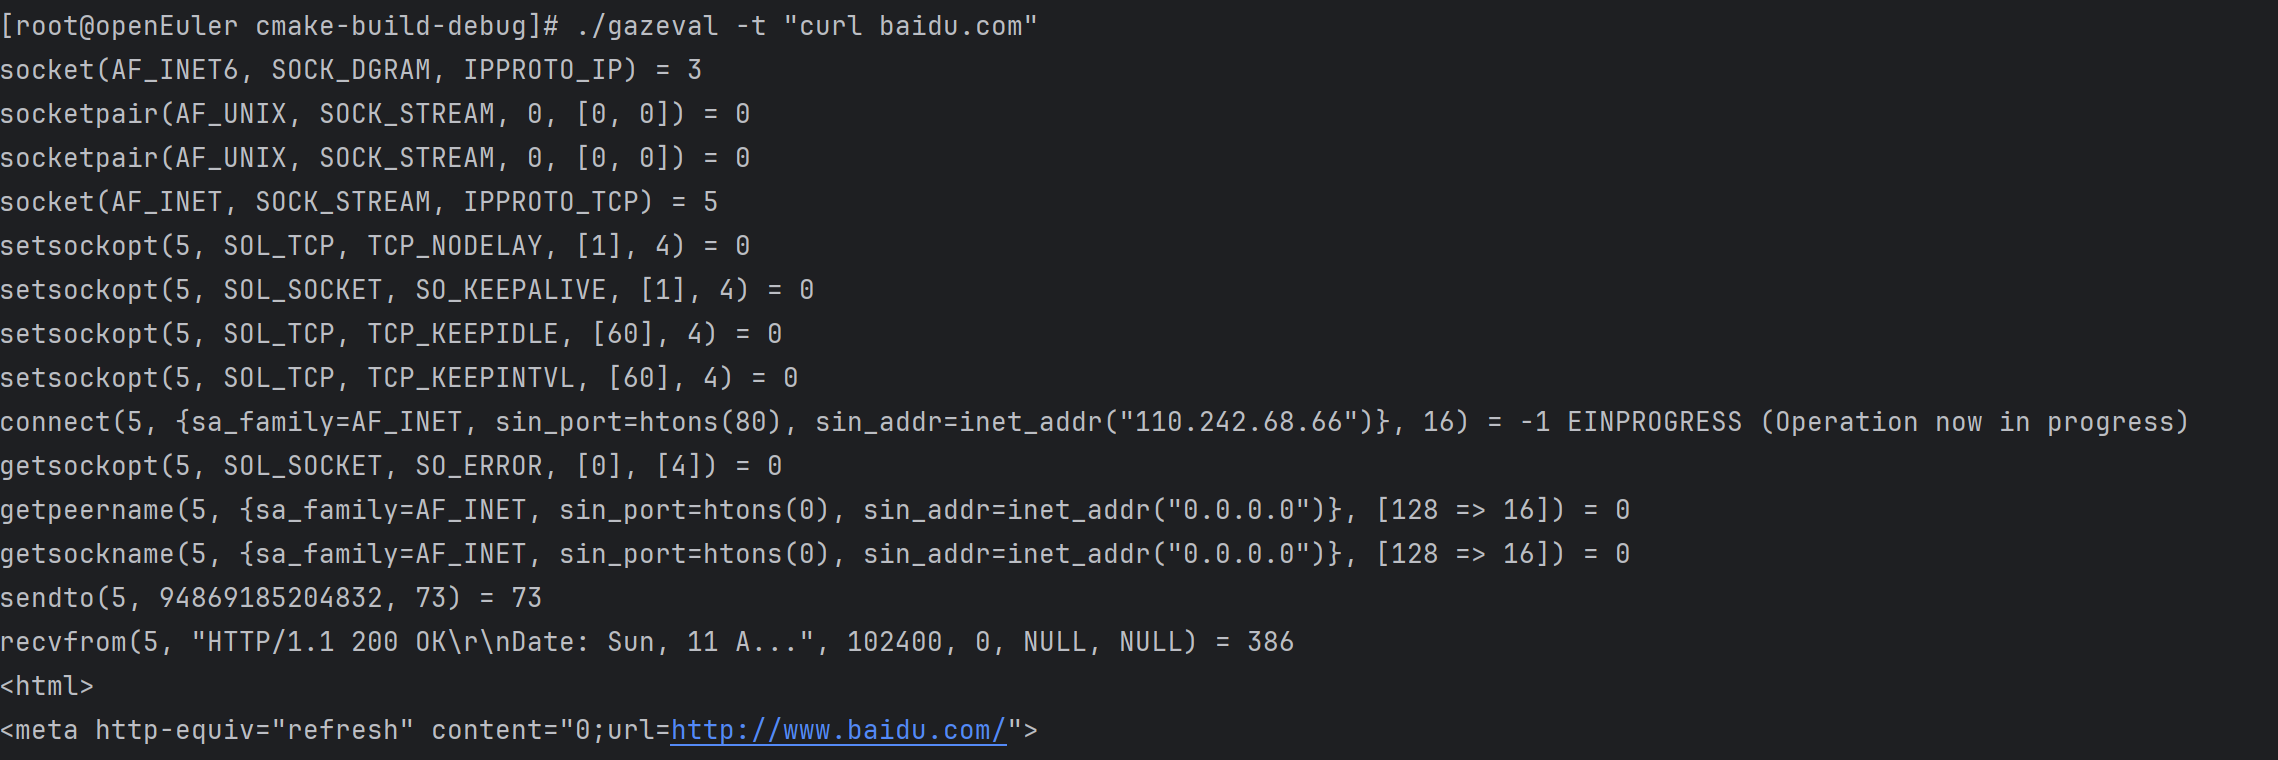 [root@openEuler cmake-build-debug]# ./gazeval -t "curl baidu.com"
socket(AF_INET6, SOCK_DGRAM, IPPROTO_IP) = 3
socketpair(AF_UNIX, SOCK_STREAM, 0, [0, 0]) = 0
socketpair(AF_UNIX, SOCK_STREAM, 0, [0, 0]) = 0
socket(AF_INET, SOCK_STREAM, IPPROTO_TCP) = 5
setsockopt(5, SOL_TCP, TCP_NODELAY, [1], 4) = 0
setsockopt(5, SOL_SOCKET, SO_KEEPALIVE, [1], 4) = 0
setsockopt(5, SOL_TCP, TCP_KEEPIDLE, [60], 4) = 0
setsockopt(5, SOL_TCP, TCP_KEEPINTVL, [60], 4) = 0
connect(5, {sa_family=AF_INET, sin_port=htons(80), sin_addr=inet_addr("110.242.68.66")}, 16) = -1 EINPROGRESS (Operation now in progress)
getsockopt(5, SOL_SOCKET, SO_ERROR, [0], [4]) = 0
getpeername(5, {sa_family=AF_INET, sin_port=htons(0), sin_addr=inet_addr("0.0.0.0")}, [128 => 16]) = 0
getsockname(5, {sa_family=AF_INET, sin_port=htons(0), sin_addr=inet_addr("0.0.0.0")}, [128 => 16]) = 0
sendto(5, 94869185204832, 73) = 73
recvfrom(5, "HTTP/1.1 200 OK\r\nDate: Sun, 11 A...", 102400, 0, NULL, NULL) = 386
<html>
<meta http-equiv="refresh" content="0;url=http://www.baidu.com/">